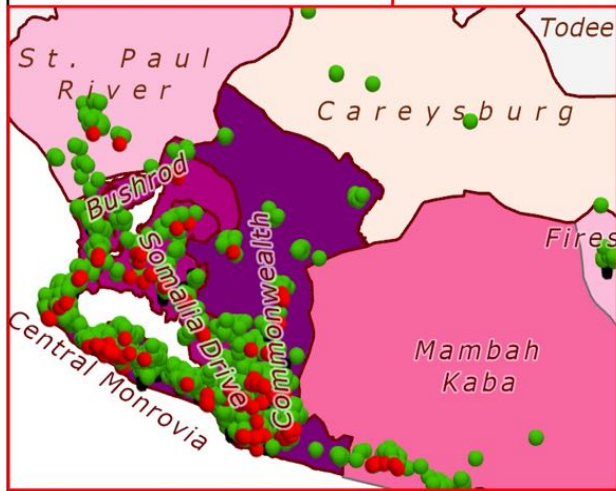 Todee
St. Paul
River
Careysburg
Bushrod
Somalia Drive
Commonwealth
Fires
Central Monrovia
Mambah
Kaba